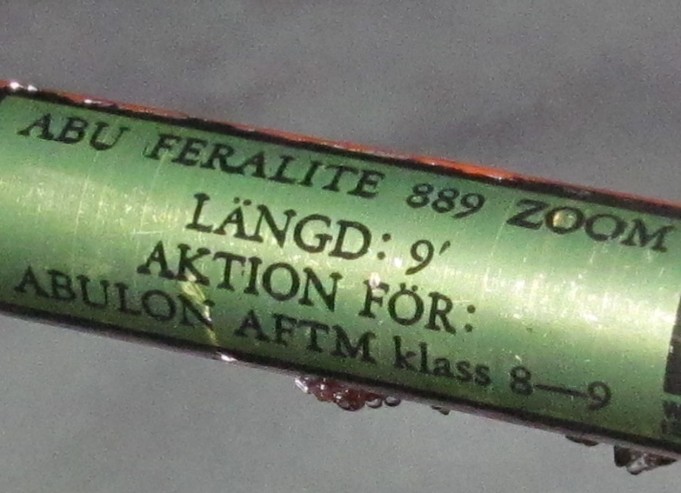 ABU FERALITE 889 ZOOM
LÄNGD: 9'
AKTION FÖR:
ABULON AFTM klass 8—9